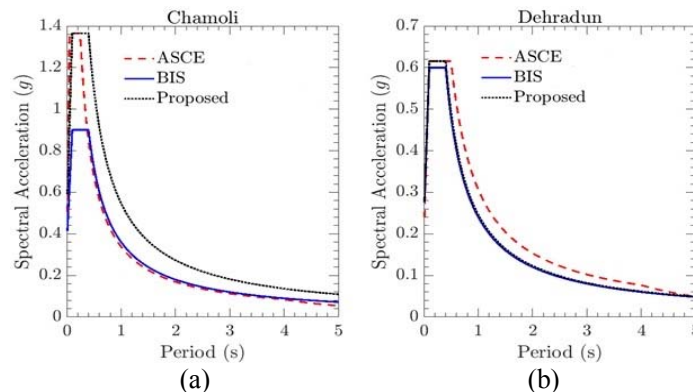 Chamoli
1.4
1.2
1
0.8
0.6
0.4
0.2
0
Spectral Acceleration (g)
ASCE
BIS
Proposed
0 1 2 3 4 5
Period (s)
(a)
Dehradun
0.7
0.6
0.5
0.4
0.3
0.2
0.1
0
Spectral Acceleration (g)
ASCE
BIS
Proposed
0 1 2 3 4 5
Period (s)
(b)